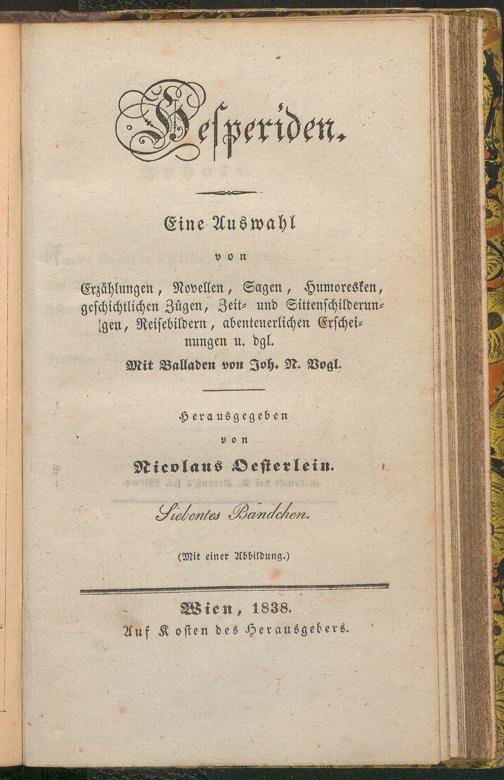 Hesperiden.
Eine Auswahl
von
Erzählungen, Novellen, Sagen, Humoresken,
geschichtlichen Zügen, Zeit- und Sittenschilderun-
gen, Reisebildern, abenteuerlichen Erschei-
nungen u. dgl.
Mit Balladen von Joh. N. Vogl.
Herausgegeben
von
Nicolaus Oesterlein.
Siebentes Bändchen.
(Mit einer Abbildung.)
Wien, 1838.
Auf Kosten des Herausgebers.